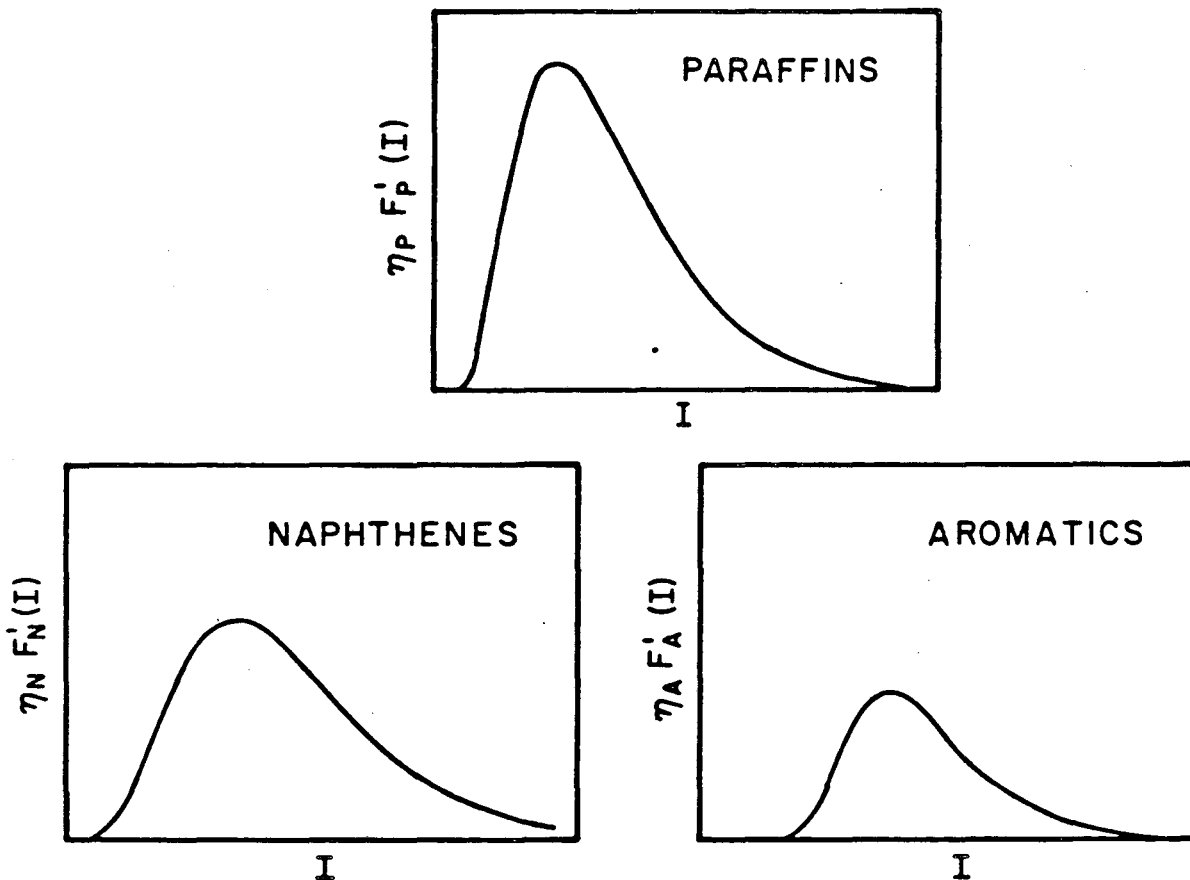 PARAFFINS
ηP F'P (I)
I
NAPHTHENES
ηN F'N (I)
I
AROMATICS
ηA F'A (I)
I